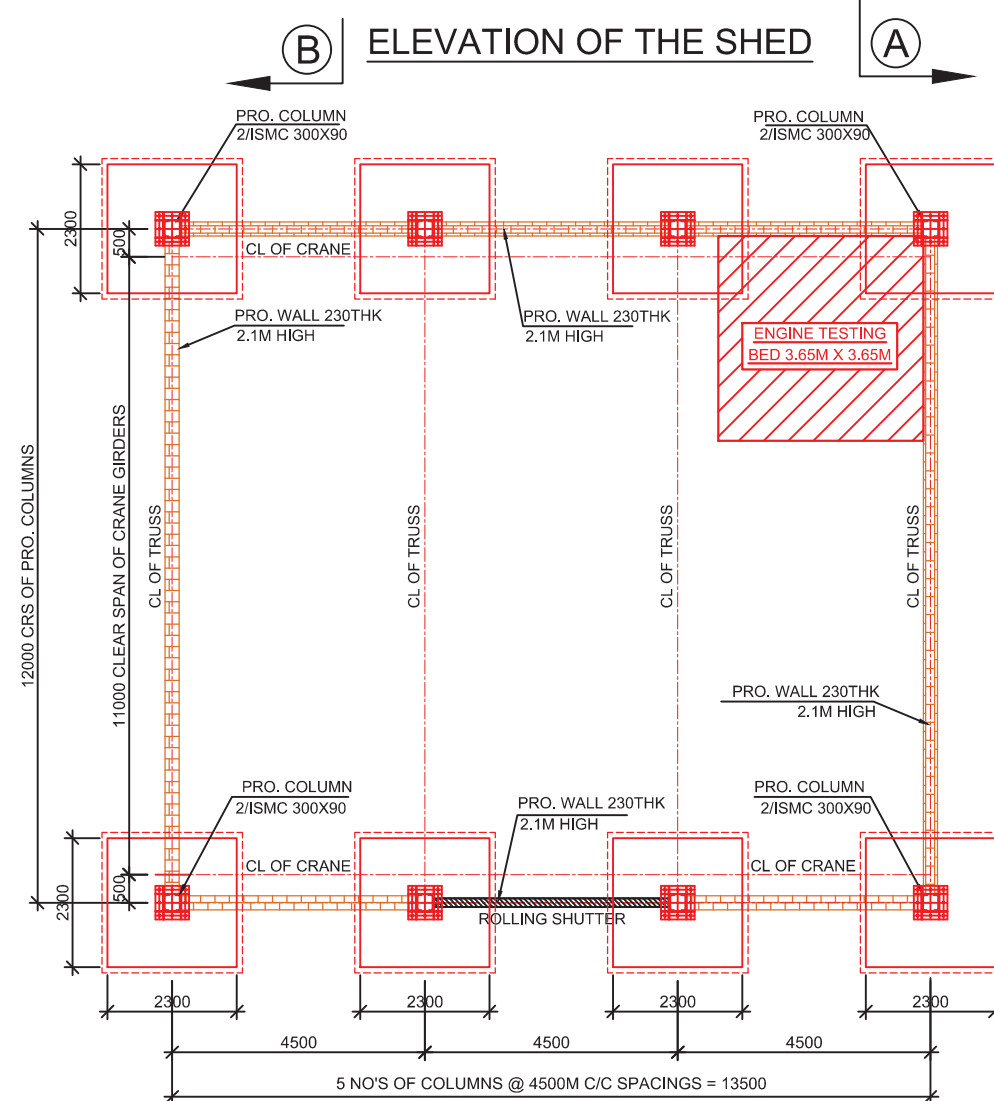 B
ELEVATION OF THE SHED
A
PRO. COLUMN
2/ISMC 300X90
PRO. COLUMN
2/ISMC 300X90
2300
500
CL OF CRANE
PRO. WALL 230THK
2.1M HIGH
PRO. WALL 230THK
2.1M HIGH
ENGINE TESTING
BED 3.65M X 3.65M
12000 CRS OF PRO. COLUMNS
11000 CLEAR SPAN OF CRANE GIRDERS
CL OF TRUSS
CL OF TRUSS
CL OF TRUSS
CL OF TRUSS
PRO. WALL 230THK
2.1M HIGH
PRO. COLUMN
2/ISMC 300X90
PRO. WALL 230THK
2.1M HIGH
PRO. COLUMN
2/ISMC 300X90
CL OF CRANE
CL OF CRANE
2300
500
ROLLING SHUTTER
2300
2300
2300
2300
4500
4500
4500
5 NO'S OF COLUMNS @ 4500M C/C SPACINGS = 13500